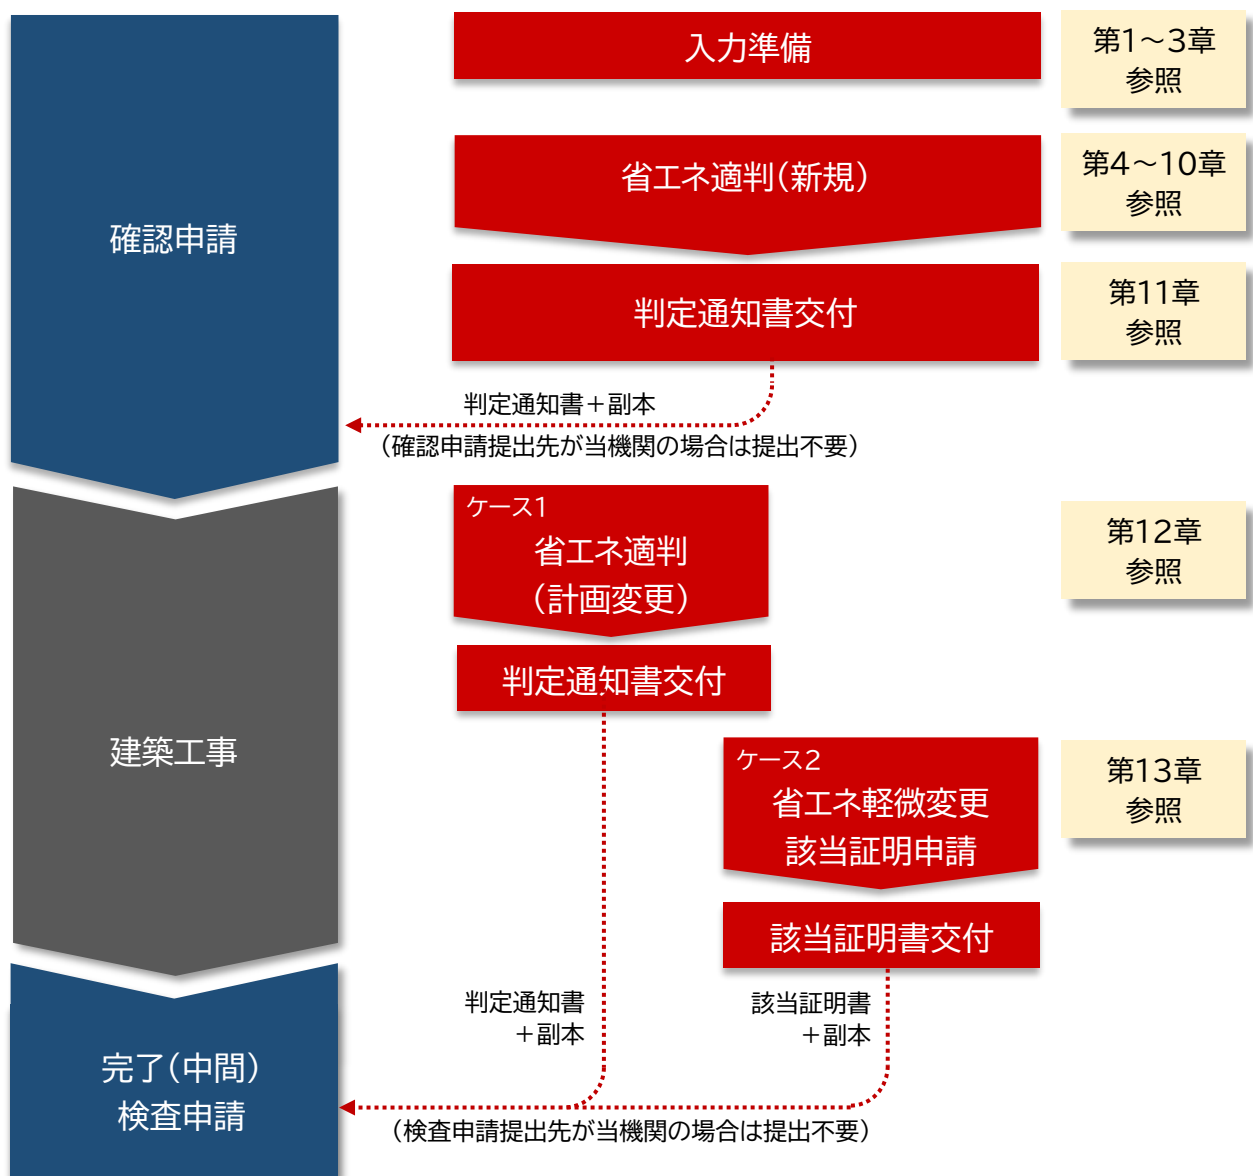 入力準備
第1～3章
参照
省エネ適判(新規)
第4～10章
参照
確認申請
判定通知書交付
第11章
参照
判定通知書＋副本
(確認申請提出先が当機関の場合は提出不要)
ケース1
省エネ適判
(計画変更)
第12章
参照
判定通知書交付
建築工事
ケース2
省エネ軽微変更
該当証明申請
第13章
参照
該当証明書交付
判定通知書
＋副本
該当証明書
＋副本
完了(中間)
検査申請
(検査申請提出先が当機関の場合は提出不要)